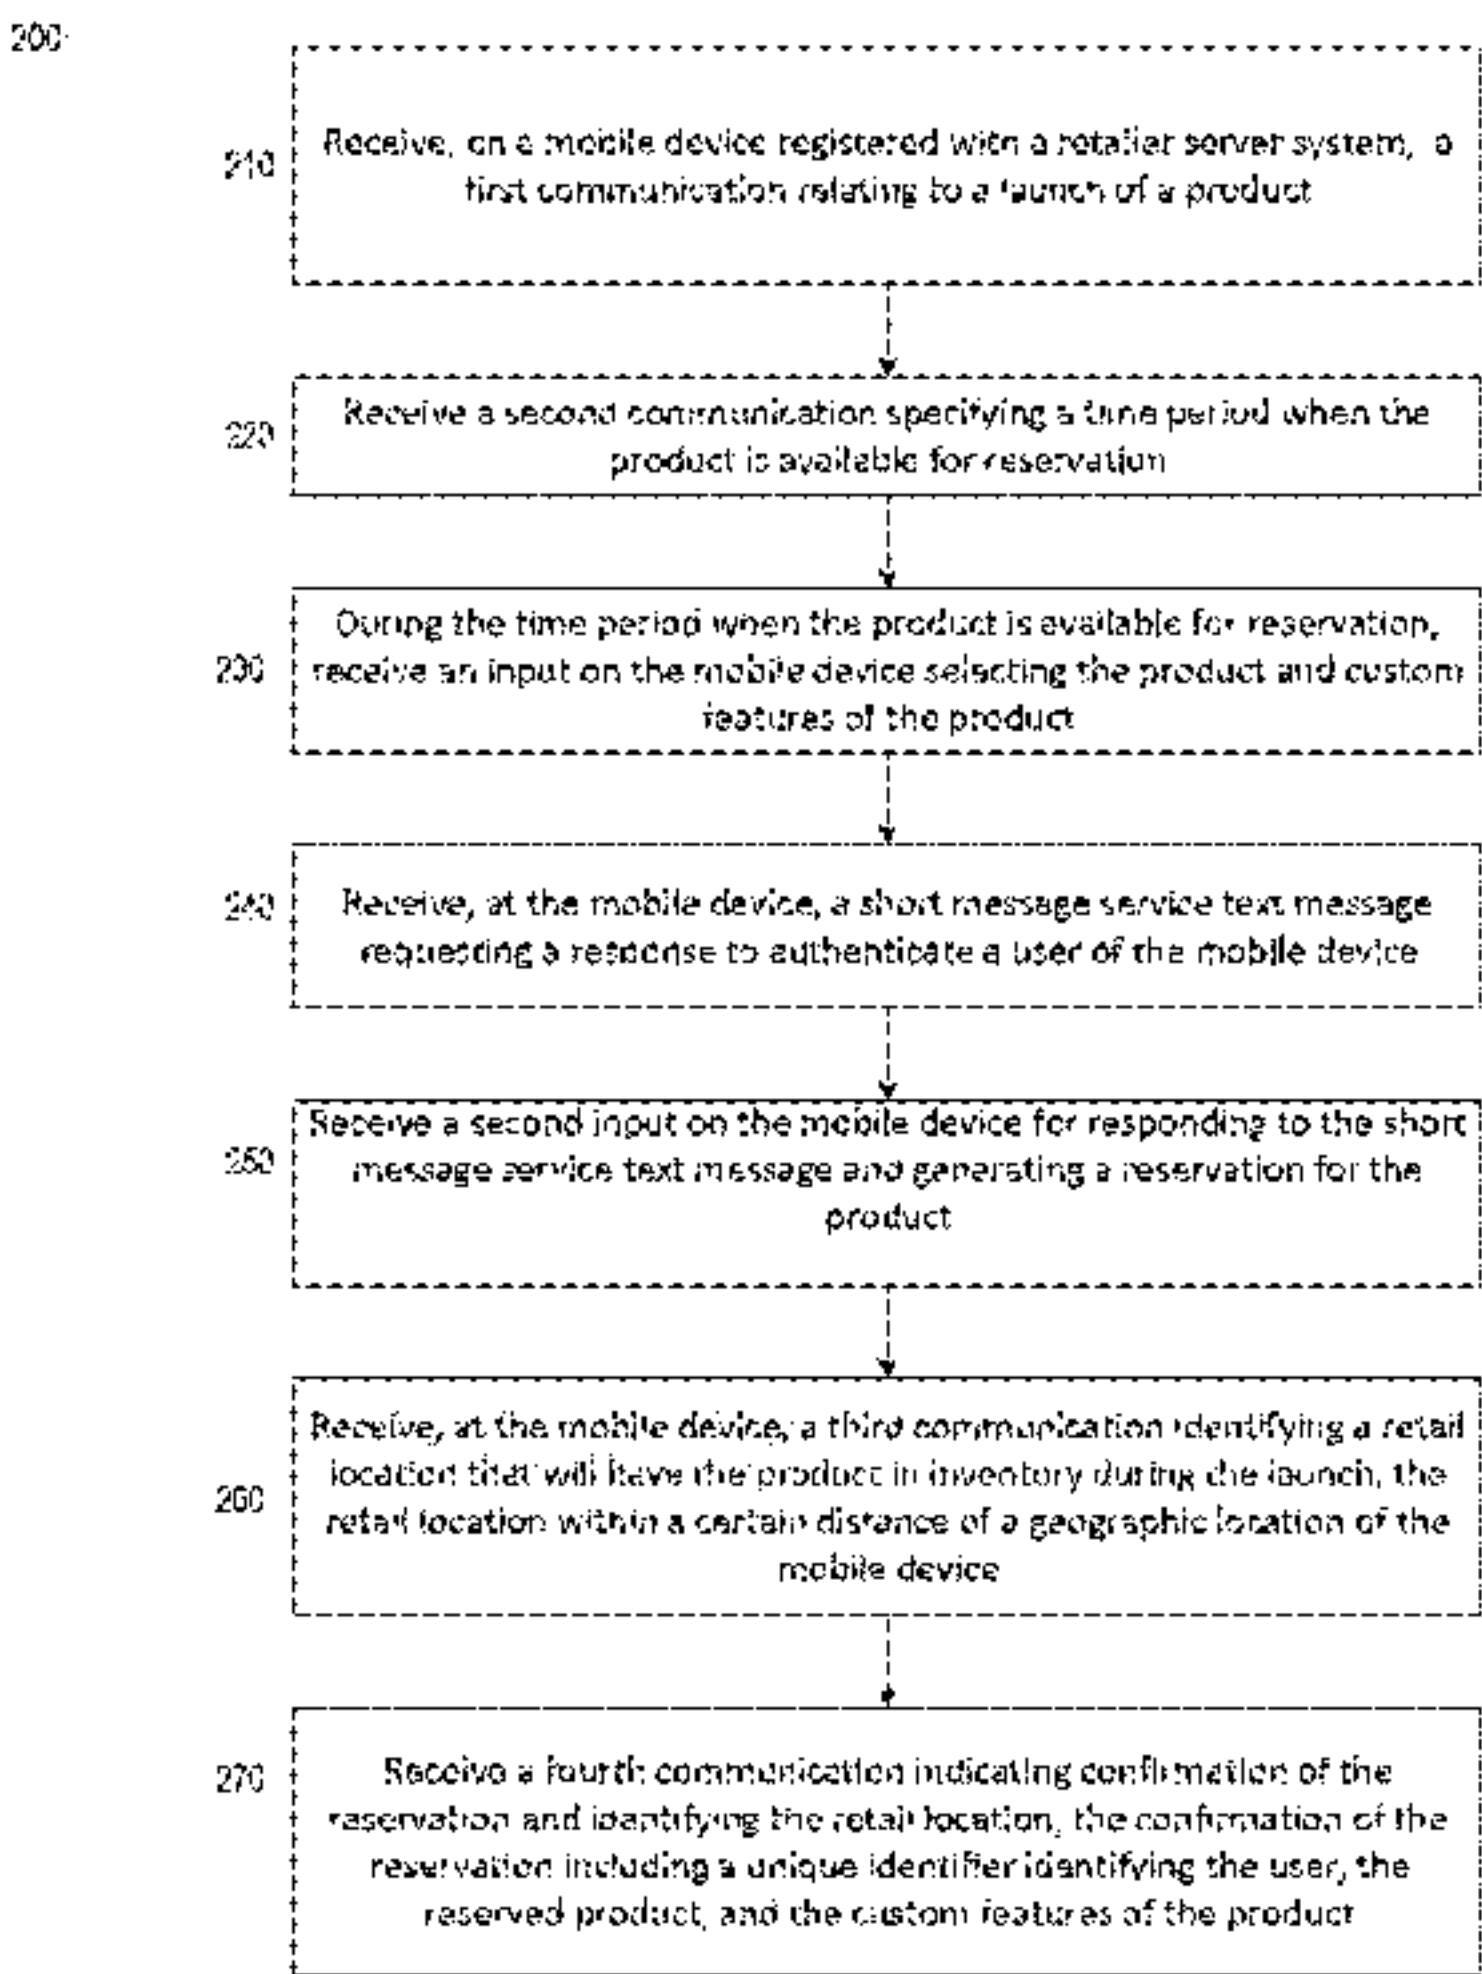 200
210
Receive, on a mobile device registered with a retailer server system, a
first communication relating to a launch of a product
220
Receive a second communication specifying a time period when the
product is available for reservation
230
During the time period when the product is available for reservation,
receive an input on the mobile device selecting the product and custom
features of the product
240
Receive, at the mobile device, a short message service text message
requesting a response to authenticate a user of the mobile device
250
Receive a second input on the mobile device for responding to the short
message service text message and generating a reservation for the
product
260
Receive, at the mobile device, a third communication identifying a retail
location that will have the product in inventory during the launch, the
retail location within a certain distance of a geographic location of the
mobile device
270
Receive a fourth communication indicating confirmation of the
reservation and identifying the retail location, the confirmation of the
reservation including a unique identifier identifying the user, the
reserved product, and the custom features of the product